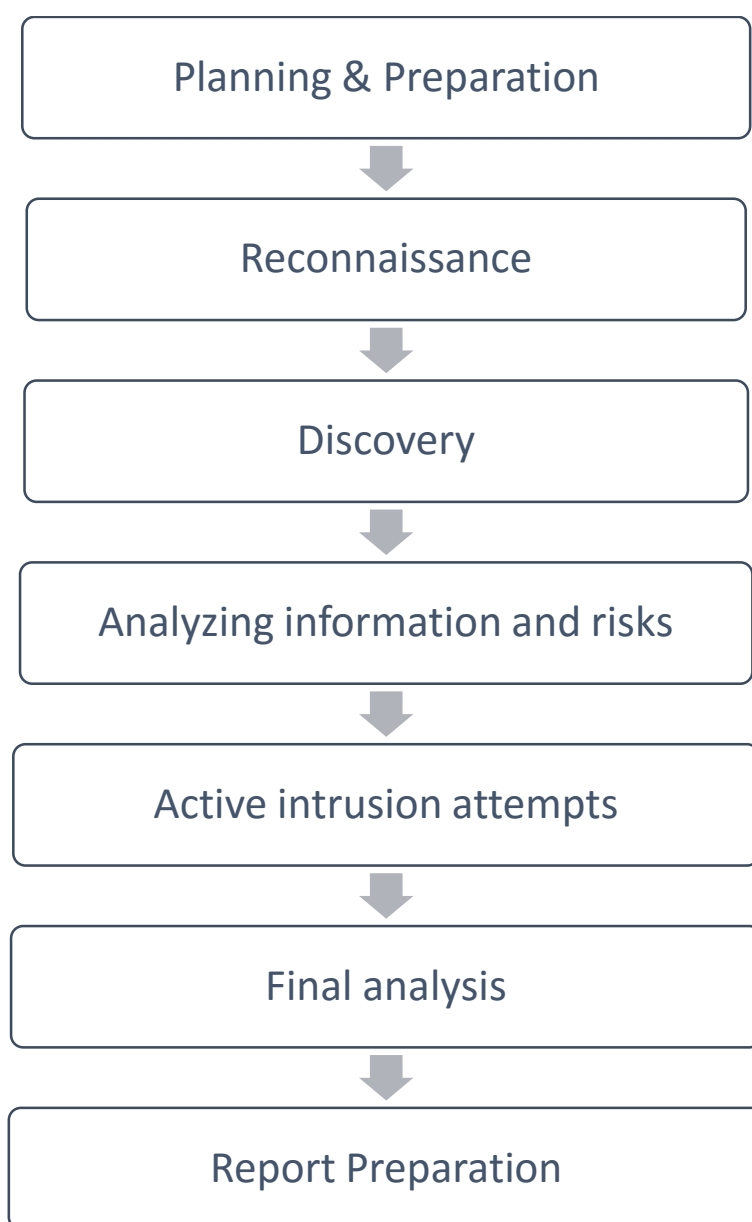 Planning & Preparation
Reconnaissance
Discovery
Analyzing information and risks
Active intrusion attempts
Final analysis
Report Preparation